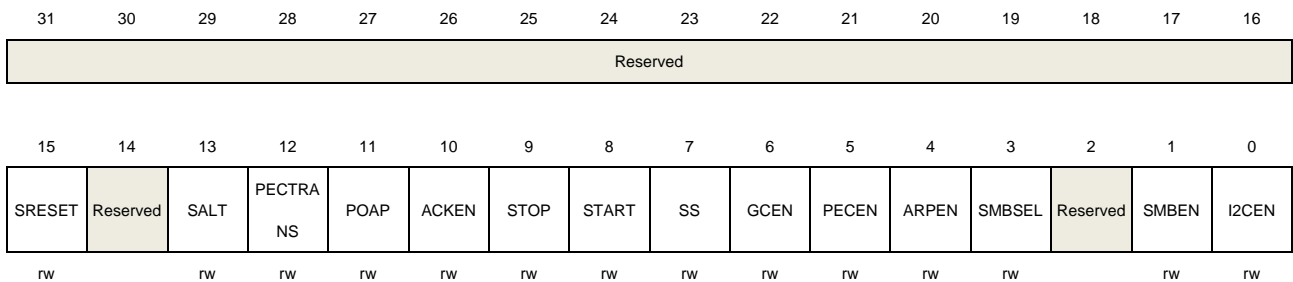 31 30 29 28 27 26 25 24 23 22 21 20 19 18 17 16
Reserved
15 14 13 12 11 10 9 8 7 6 5 4 3 2 1 0
SRESET Reserved SALT PECTRA NS POAP ACKEN STOP START SS GCEN PECEN ARPEN SMBSEL Reserved SMBEN I2CEN
rw rw rw rw rw rw rw rw rw rw rw rw rw rw